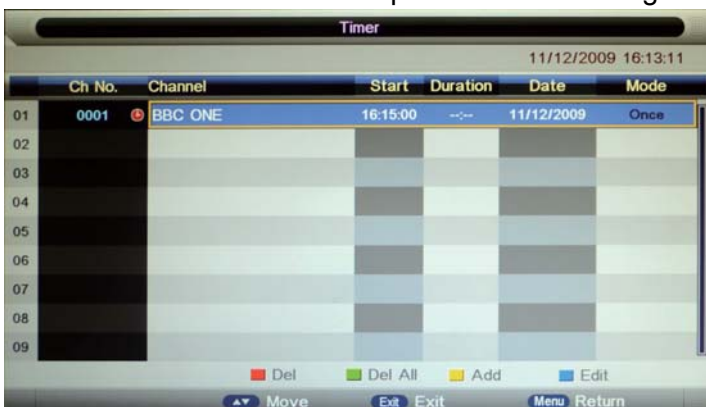 Timer
11/12/2009 16:13:11
Ch No. Channel Start Duration Date Mode
01 0001 BBC ONE 16:15:00 --:-- 11/12/2009 Once
02
03
04
05
06
07
08
09
Del Del All Add Edit
Move Exit Exit Menu Return